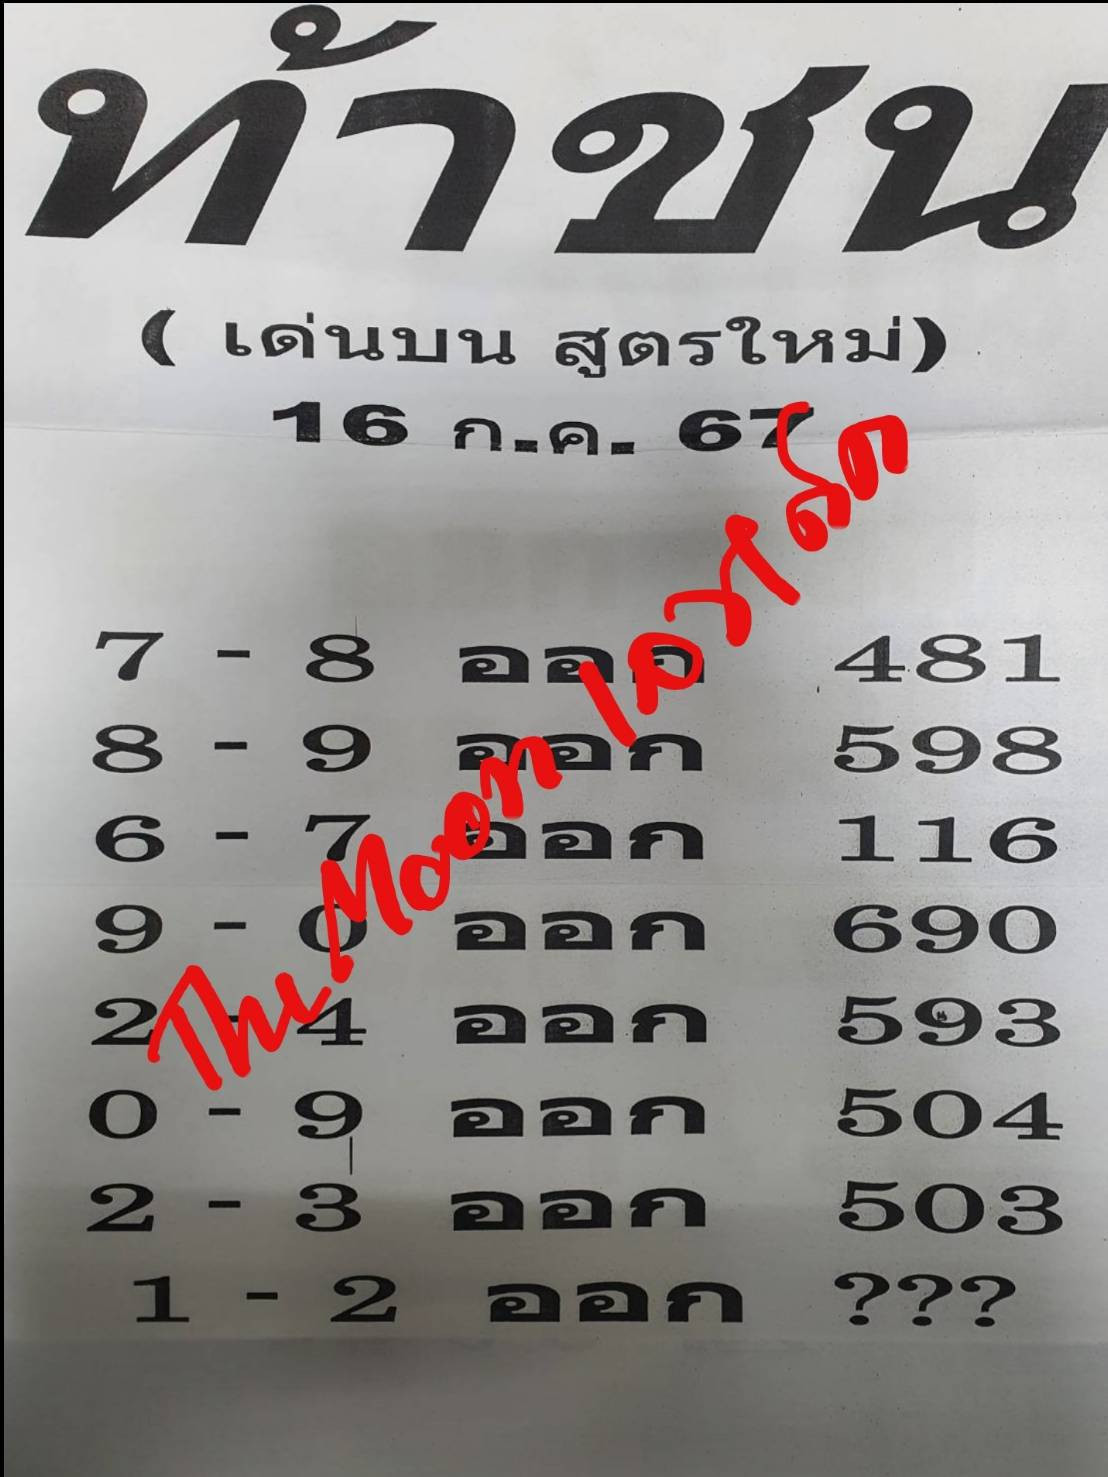 ท้าชน
( เด่นบน สูตรใหม่)
16 ก.ค. 67
7 - 8 ออก 481
8 - 9 ออก 598
6 - 7 ออก 116
9 - 0 ออก 690
2 - 4 ออก 593
0 - 9 ออก 504
2 - 3 ออก 503
1 - 2 ออก ???
The Moon